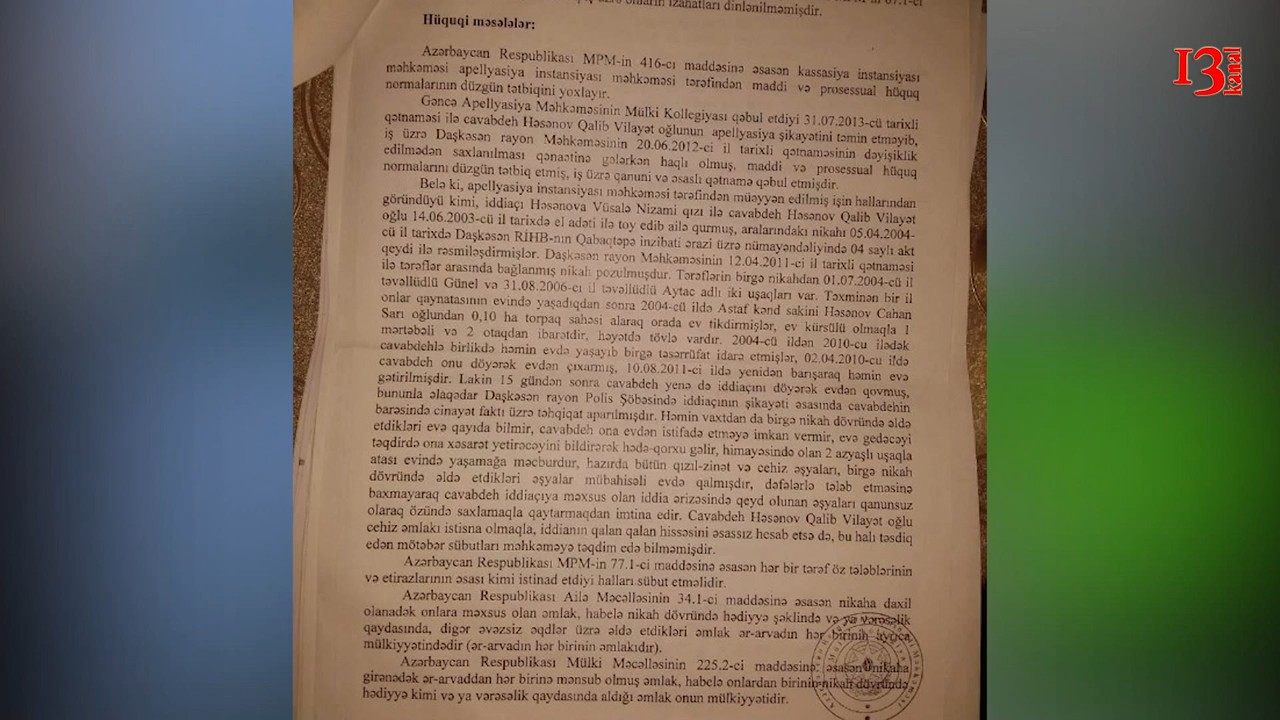 onların izahatları dinlənilməmişdir.
Hüquqi məsələlər:
Azərbaycan Respublikası MPM-in 416-cı maddəsinə əsasən kassasiya instansiyası
məhkəməsi apellyasiya instansiyası məhkəməsi tərəfindən maddi və prosessual hüquq
normalarının düzgün tətbiqini yoxlayır.
Gəncə Apellyasiya Məhkəməsinin Mülki Kollegiyası qəbul etdiyi 31.07.2013-cü tarixli
qətnaməsi ilə cavabdeh Həsənov Qalib Vilayət oğlunun apellyasiya şikayətini təmin etməyib,
iş üzrə Daşkəsən rayon Məhkəməsinin 20.06.2012-ci il tarixli qətnaməsinin dəyişiklik
edilmədən saxlanılması qənaətinə gələrkən haqlı olmuş, maddi və prosessual hüquq
normalarını düzgün tətbiq etmiş, iş üzrə qanuni və əsaslı qətnamə qəbul etmişdir.
Belə ki, apellyasiya instansiyası məhkəməsi tərəfindən müəyyən edilmiş işin hallarından
göründüyü kimi, iddiaçı Həsənova Vüsalə Nizami qızı ilə cavabdeh Həsənov Qalib Vilayət
oğlu 14.06.2003-cü il tarixdə el adəti ilə toy edib ailə qurmuş, aralarındakı nikahı 05.04.2004-
cü il tarixdə Daşkəsən RİHB-nın Qabaqtəpə inzibati ərazi üzrə nümayəndəliyində 04 saylı akt
qeydi ilə rəsmiləşdirmişlər. Daşkəsən rayon Məhkəməsinin 12.04.2011-ci il tarixli qətnaməsi
ilə tərəflər arasında bağlanmış nikah pozulmuşdur. Tərəflərin birgə nikahdan 01.07.2004-cü il
təvəllüdlü Günel və 31.08.2006-cı il təvəllüdlü Aytac adlı iki uşaqları var. Təxminən bir il
onlar qaynatasının evində yaşadıqdan sonra 2004-cü ildə Astaf kənd sakini Həsənov Cahan
Sarı oğlundan 0,10 ha torpaq sahəsi alaraq orada ev tikdirmişlər, ev kürsülü olmaqla 1
mərtəbəli və 2 otaqdan ibarətdir, həyətdə tövlə vardır. 2004-cü ildən 2010-cu ilədək
cavabdehlə birlikdə həmin evdə yaşayıb birgə təsərrüfat idarə etmişlər, 02.04.2010-cu ildə
cavabdeh onu döyərək evdən çıxarmış, 10.08.2011-ci ildə yenidən barışaraq həmin evə
gətirilmişdir. Lakin 15 gündən sonra cavabdeh yenə də iddiaçını döyərək evdən qovmuş,
bununla əlaqədar Daşkəsən rayon Polis Şöbəsində iddiaçının şikayəti əsasında cavabdehin
barəsində cinayət faktı üzrə təhqiqat aparılmışdır. Həmin vaxtdan da birgə nikah dövründə əldə
etdikləri evə qayıda bilmir, cavabdeh ona evdən istifadə etməyə imkan vermir, evə gedəcəyi
təqdirdə ona xəsarət yetirəcəyini bildirərək hədə-qorxu gəlir, himayəsində olan 2 azyaşlı uşaqla
atası evində yaşamağa məcburdur, hazırda bütün qızıl-zinət və cehiz əşyaları, birgə nikah
dövründə əldə etdikləri əşyalar mübahisəli evdə qalmışdır, dəfələrlə tələb etməsinə
baxmayaraq cavabdeh iddiaçıya məxsus olan iddia ərizəsində qeyd olunan əşyaları qanunsuz
olaraq özündə saxlamaqla qaytarmaqdan imtina edir. Cavabdeh Həsənov Qalib Vilayət oğlu
cehiz əmlakı istisna olmaqla, iddianın qalan qalan hissəsini əsassız hesab etsə də, bu halı təsdiq
edən mötəbər sübutları məhkəməyə təqdim edə bilməmişdir.
Azərbaycan Respublikası MPM-in 77.1-ci maddəsinə əsasən hər bir tərəf öz tələblərinin
və etirazlarının əsası kimi istinad etdiyi halları sübut etməlidir.
Azərbaycan Respublikası Ailə Məcəlləsinin 34.1-ci maddəsinə əsasən nikaha daxil
olanadək onlara məxsus olan əmlak, habelə nikah dövründə hədiyyə şəklində və ya vərəsəlik
qaydasında, digər əvəzsiz əqdlər üzrə əldə etdikləri əmlak ər-arvadın hər birinin ayrıca
mülkiyyətindədir (ər-arvadın hər birinin əmlakıdır).
Azərbaycan Respublikası Mülki Məcəlləsinin 225.2-ci maddəsinə əsasən nikaha
girənədək ər-arvaddan hər birinə mənsub olmuş əmlak, habelə onlardan birinin nikah dövründə
hədiyyə kimi və ya vərəsəlik qaydasında aldığı əmlak onun mülkiyyətidir.
13 kanal